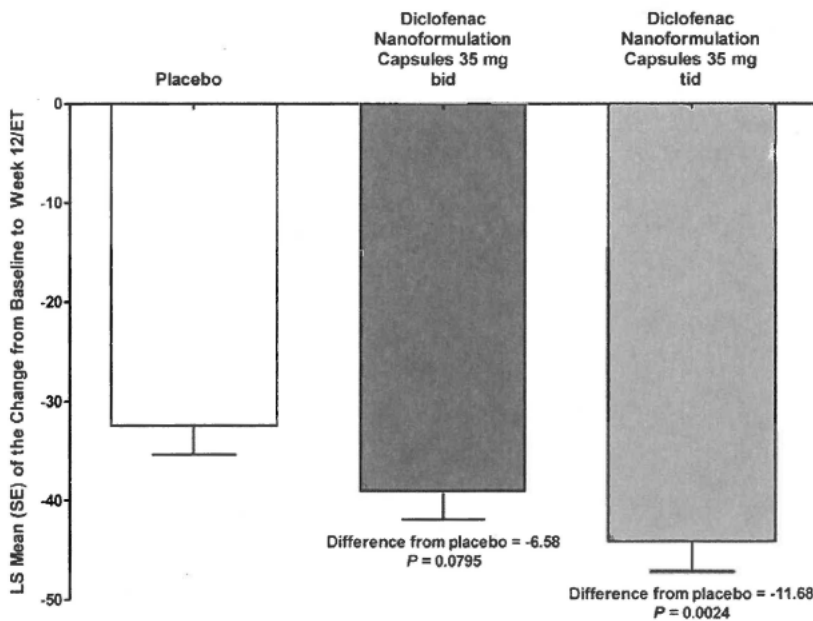 Placebo
Diclofenac
Nanoformulation
Capsules 35 mg
bid
Diclofenac
Nanoformulation
Capsules 35 mg
tid
LS Mean (SE) of the Change from Baseline to Week 12/ET
0
-10
-20
-30
-40
-50
Difference from placebo = -6.58
P = 0.0795
Difference from placebo = -11.68
P = 0.0024